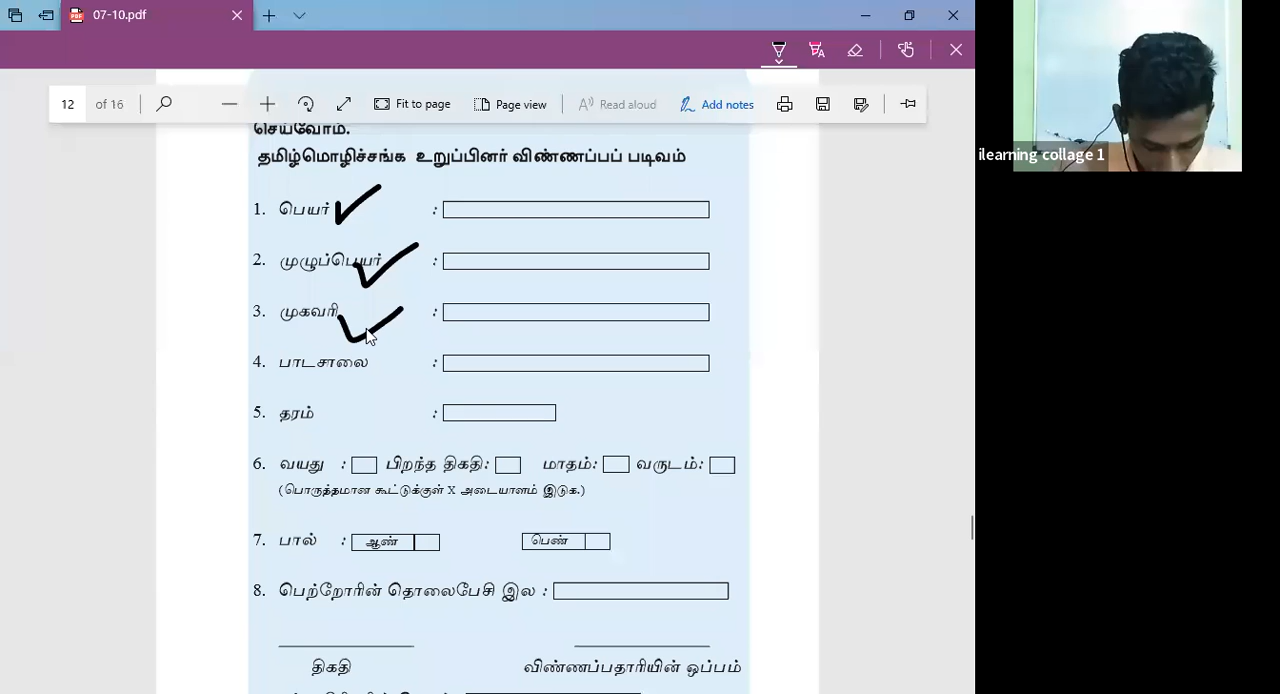 07-10.pdf
12 of 16 Fit to page Page view Read aloud Add notes
ilearning collage 1
செய்வோம்.
தமிழ்மொழிச்சங்க உறுப்பினர் விண்ணப்பப் படிவம்
1. பெயர் :
2. முழுப்பெயர் :
3. முகவரி :
4. பாடசாலை :
5. தரம் :
6. வயது : பிறந்த திகதி: மாதம்: வருடம்:
(பொருத்தமான கூட்டுக்குள் X அடையாளம் இடுக.)
7. பால் : ஆண் பெண்
8. பெற்றோரின் தொலைபேசி இல :
திகதி விண்ணப்பதாரியின் ஒப்பம்